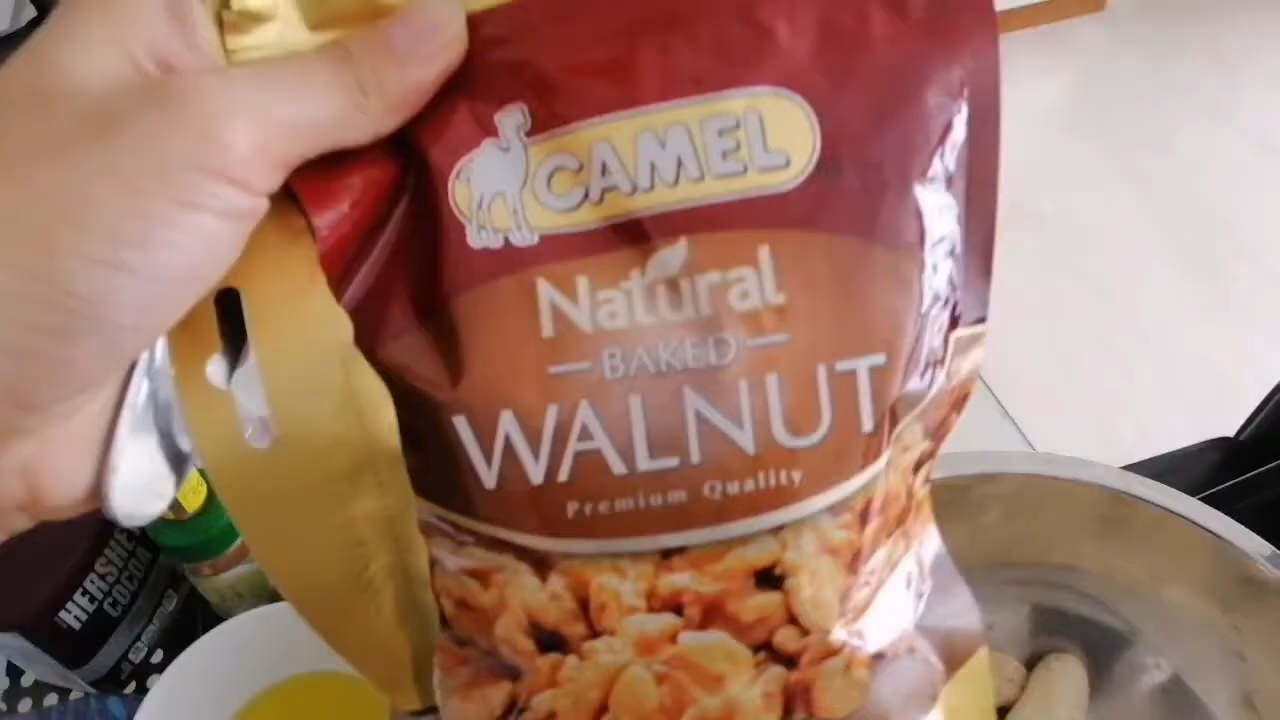 CAMEL
Natural
BAKED
WALNUT
Premium Quality
HERSHEY
COCOA